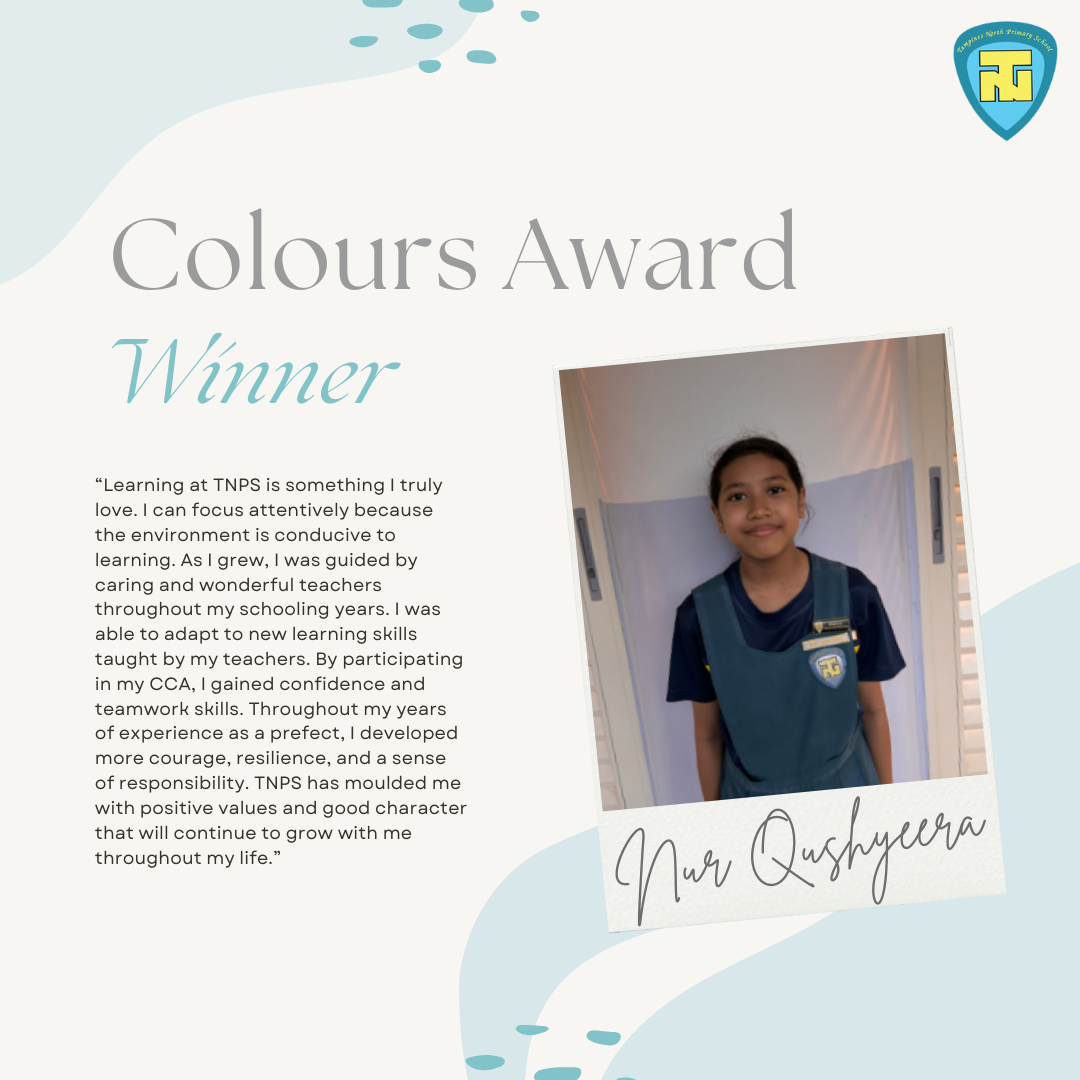 Tampines North Primary School
TN
Colours Award
Winner
“Learning at TNPS is something I truly
love. I can focus attentively because
the environment is conducive to
learning. As I grew, I was guided by
caring and wonderful teachers
throughout my schooling years. I was
able to adapt to new learning skills
taught by my teachers. By participating
in my CCA, I gained confidence and
teamwork skills. Throughout my years
of experience as a prefect, I developed
more courage, resilience, and a sense
of responsibility. TNPS has moulded me
with positive values and good character
that will continue to grow with me
throughout my life.”
TN
Nur Qushyeera